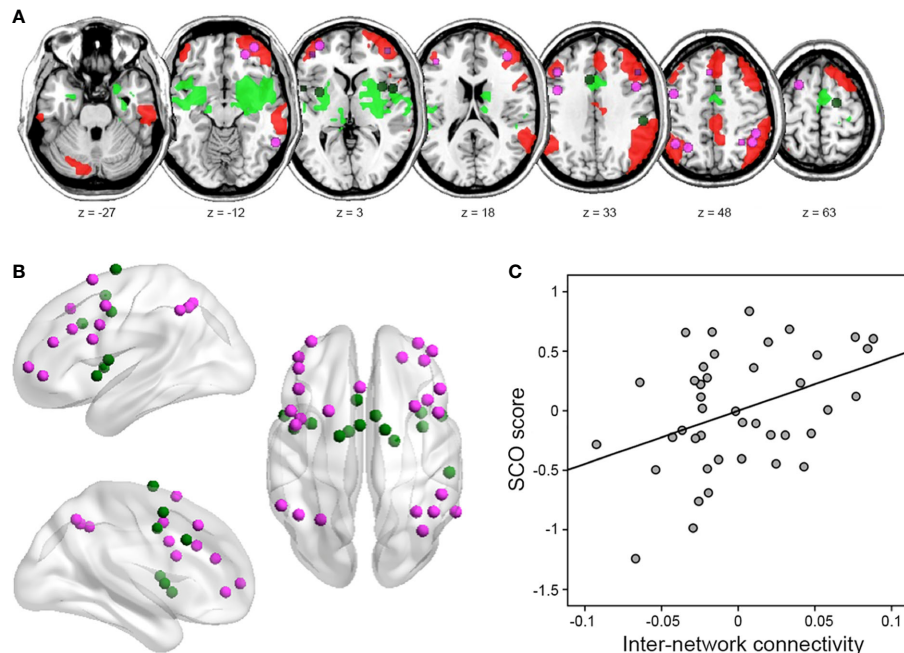 A
z = -27 z = -12 z = 3 z = 18 z = 33 z = 48 z = 63
B
C
SCO score
1
0.5
0
-0.5
-1
-1.5
-0.1 -0.05 0 0.05 0.1
Inter-network connectivity